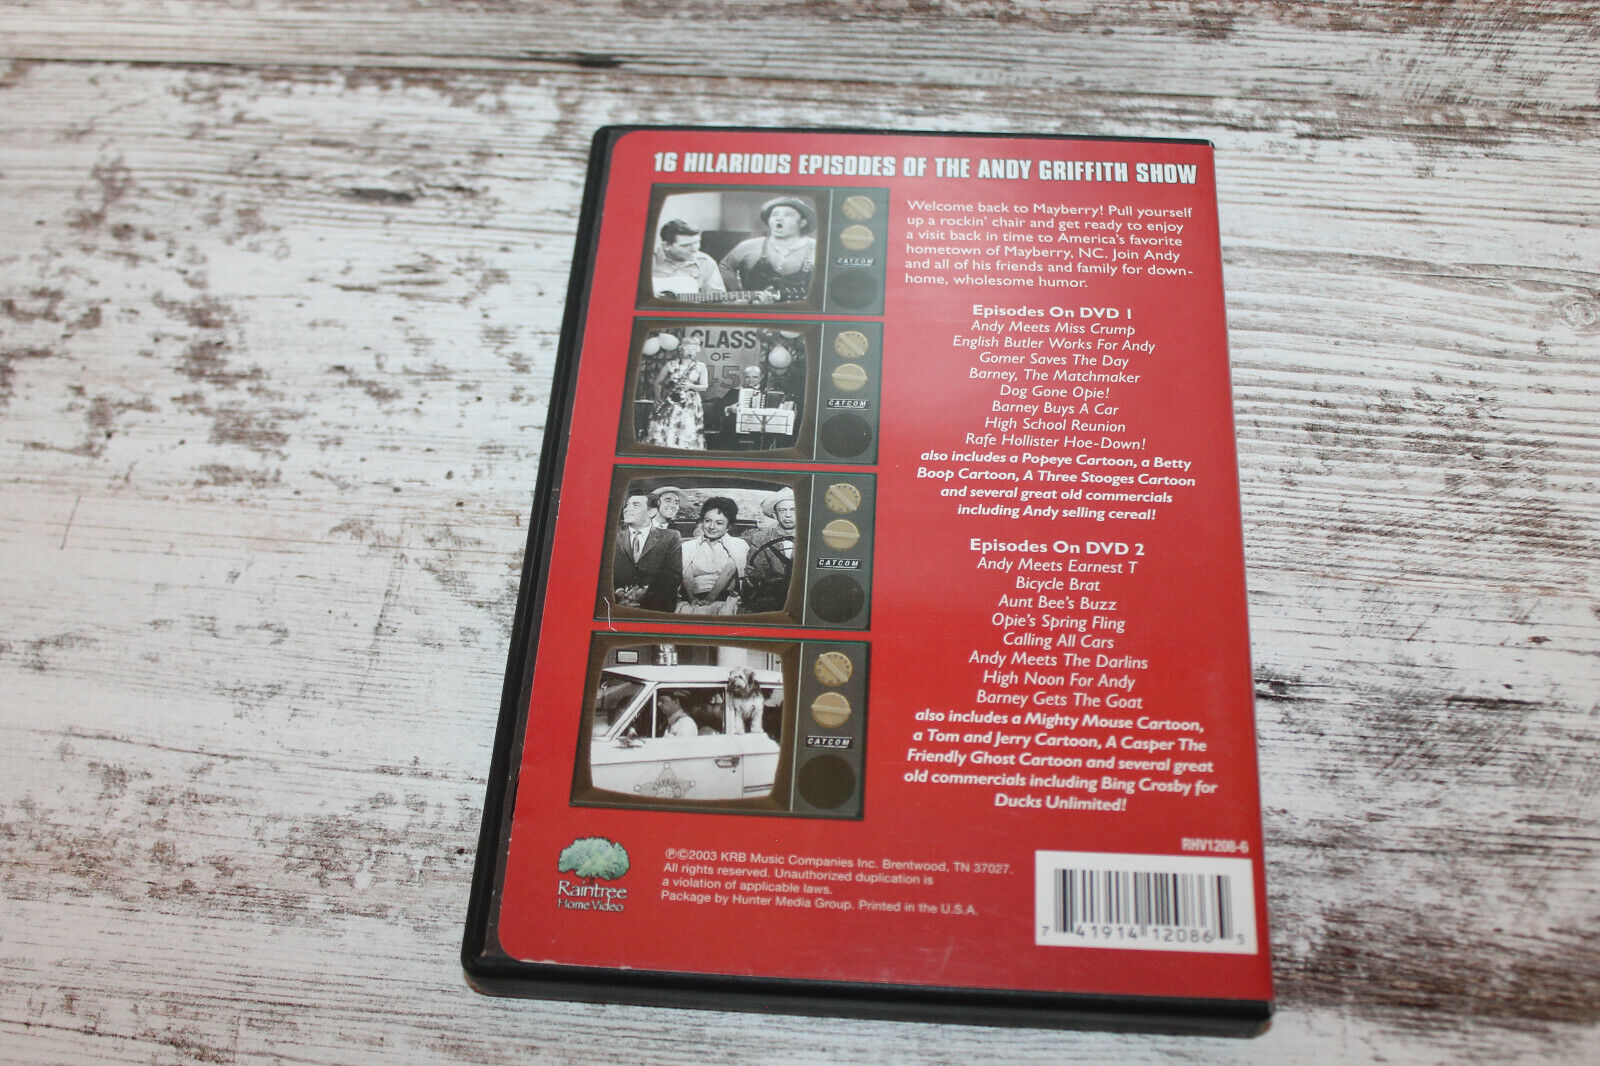 16 HILARIOUS EPISODES OF THE ANDY GRIFFITH SHOW
CATCOM
CLASS
OF
45
CATCOM
CATCOM
CATCOM
Welcome back to Mayberry! Pull yourself
up a rockin' chair and get ready to enjoy
a visit back in time to America's favorite
hometown of Mayberry, NC. Join Andy
and all of his friends and family for down-
home, wholesome humor.
Episodes On DVD 1
Andy Meets Miss Crump
English Butler Works For Andy
Gomer Saves The Day
Barney, The Matchmaker
Dog Gone Opie!
Barney Buys A Car
High School Reunion
Rafe Hollister Hoe-Down!
also includes a Popeye Cartoon, a Betty
Boop Cartoon, A Three Stooges Cartoon
and several great old commercials
including Andy selling cereal!
Episodes On DVD 2
Andy Meets Earnest T
Bicycle Brat
Aunt Bee's Buzz
Opie's Spring Fling
Calling All Cars
Andy Meets The Darlins
High Noon For Andy
Barney Gets The Goat
also includes a Mighty Mouse Cartoon,
a Tom and Jerry Cartoon, A Casper The
Friendly Ghost Cartoon and several great
old commercials including Bing Crosby for
Ducks Unlimited!
Raintree
Home Video
℗©2003 KRB Music Companies Inc. Brentwood, TN 37027.
All rights reserved. Unauthorized duplication is
a violation of applicable laws.
Package by Hunter Media Group. Printed in the U.S.A.
RHV1208-6
7 41914 12086 5